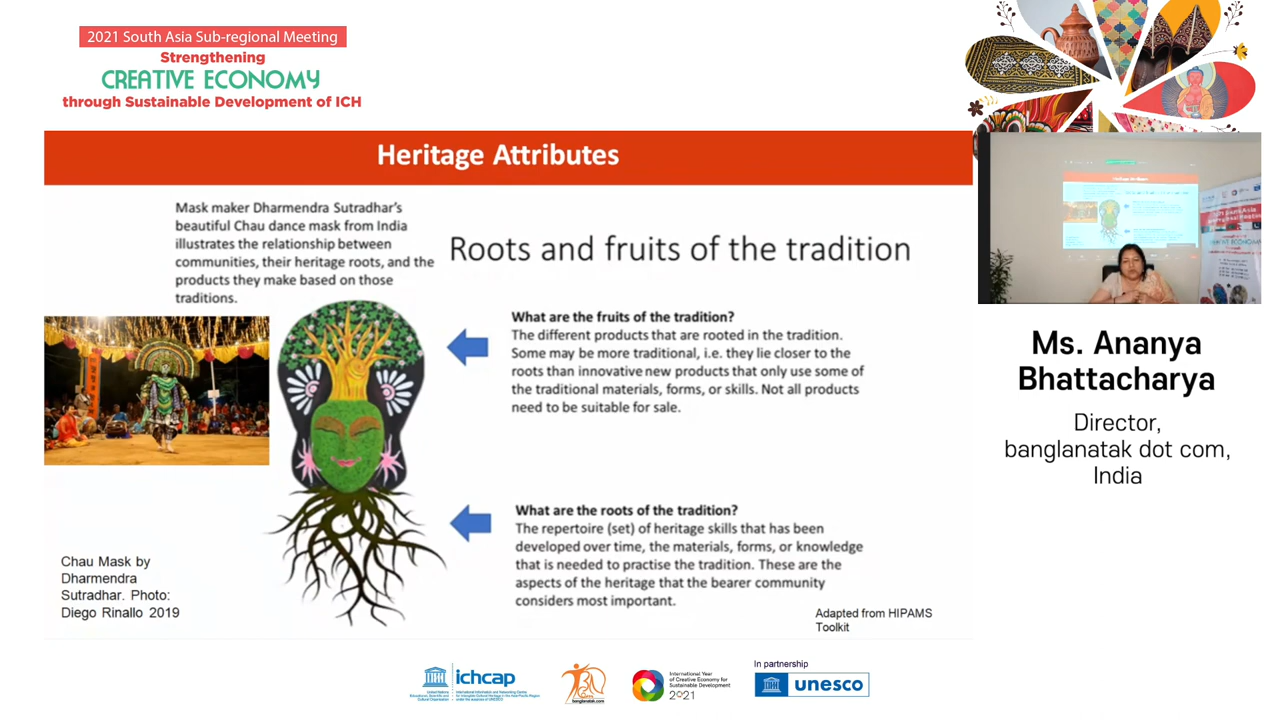 2021 South Asia Sub-regional Meeting
Strengthening
CREATIVE ECONOMY
through Sustainable Development of ICH
Heritage Attributes
Mask maker Dharmendra Sutradhar's
beautiful Chau dance mask from India
illustrates the relationship between
communities, their heritage roots, and the
products they make based on those
traditions.
Roots and fruits of the tradition
What are the fruits of the tradition?
The different products that are rooted in the tradition.
Some may be more traditional, i.e. they lie closer to the
roots than innovative new products that only use some of
the traditional materials, forms, or skills. Not all products
need to be suitable for sale.
What are the roots of the tradition?
The repertoire (set) of heritage skills that has been
developed over time, the materials, forms, or knowledge
that is needed to practise the tradition. These are the
aspects of the heritage that the bearer community
considers most important.
Chau Mask by
Dharmendra
Sutradhar. Photo:
Diego Rinallo 2019
Adapted from HIPAMS
Toolkit
Ms. Ananya
Bhattacharya
Director,
banglanatak dot com,
India
ichcap
banglanatak.com
International Year
of Creative Economy for
Sustainable Development
2021
In partnership
unesco